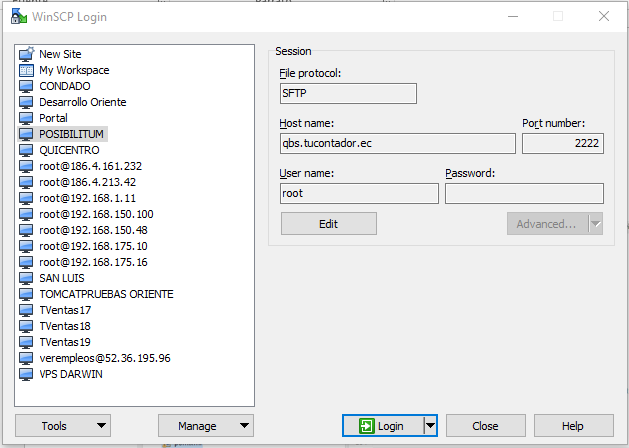 WinSCP Login
New Site
My Workspace
CONDADO
Desarrollo Oriente
Portal
POSIBILITUM
QUICENTRO
root@186.4.161.232
root@186.4.213.42
root@192.168.1.11
root@192.168.150.100
root@192.168.150.48
root@192.168.175.10
root@192.168.175.16
SAN LUIS
TOMCATPRUEBAS ORIENTE
TVentas17
TVentas18
TVentas19
verempleos@52.36.195.96
VPS DARWIN
Session
File protocol:
SFTP
Host name: Port number:
qbs.tucontador.ec 2222
User name: Password:
root
Edit Advanced...
Tools Manage Login Close Help